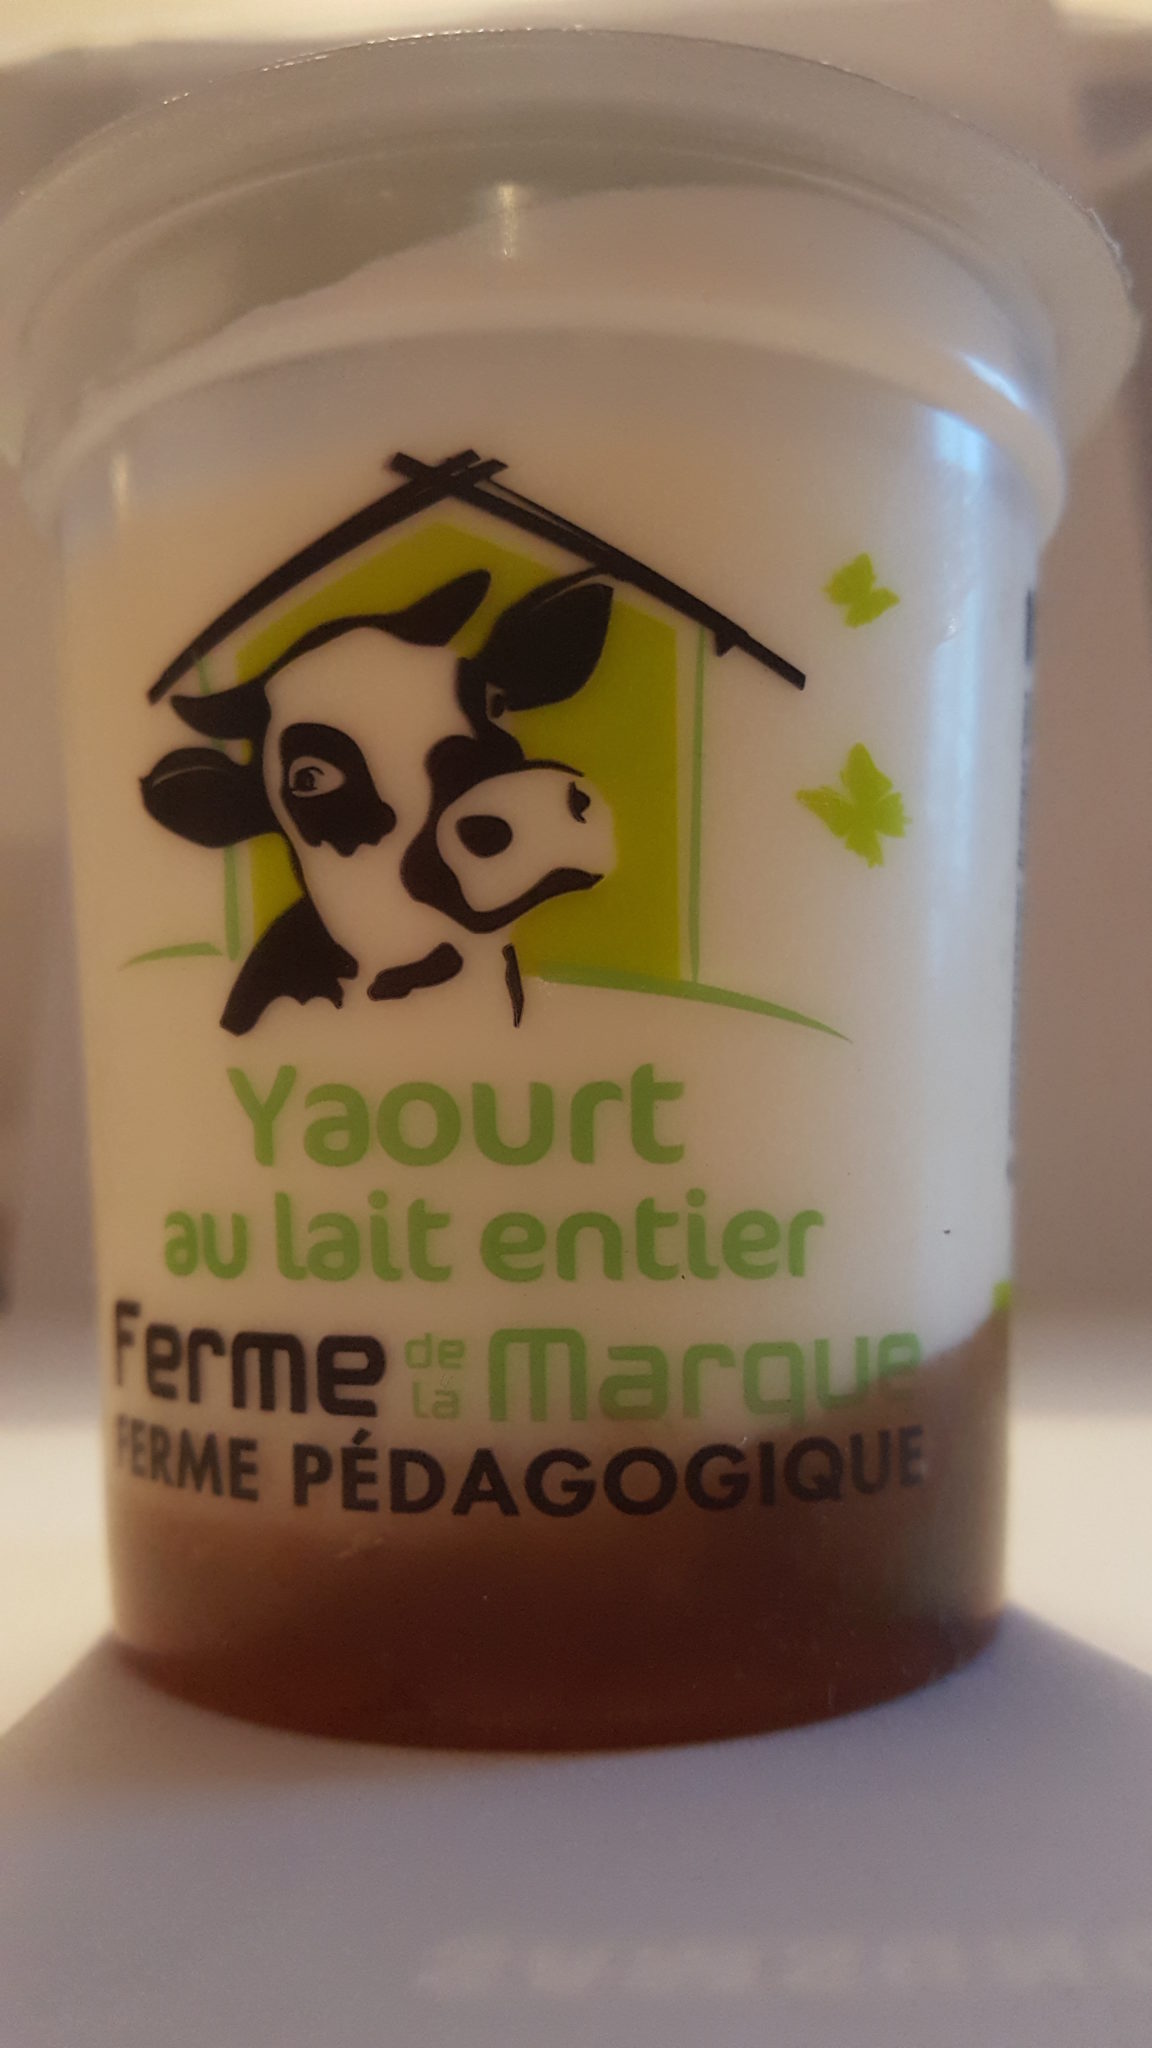 Yaourt
au lait entier
Ferme de la Marque
FERME PÉDAGOGIQUE